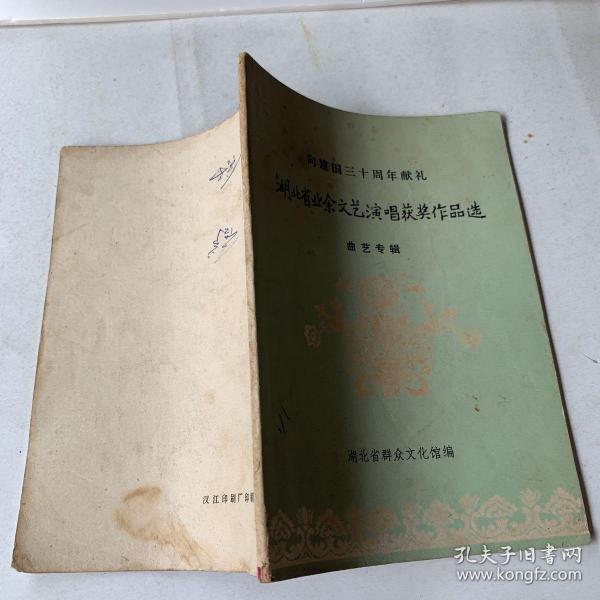 向建国三十周年献礼
湖北省业余文艺演唱获奖作品选
曲艺专辑
湖北省群众文化馆编
汉江印刷厂印
孔夫子旧书网
www.kongfz.com